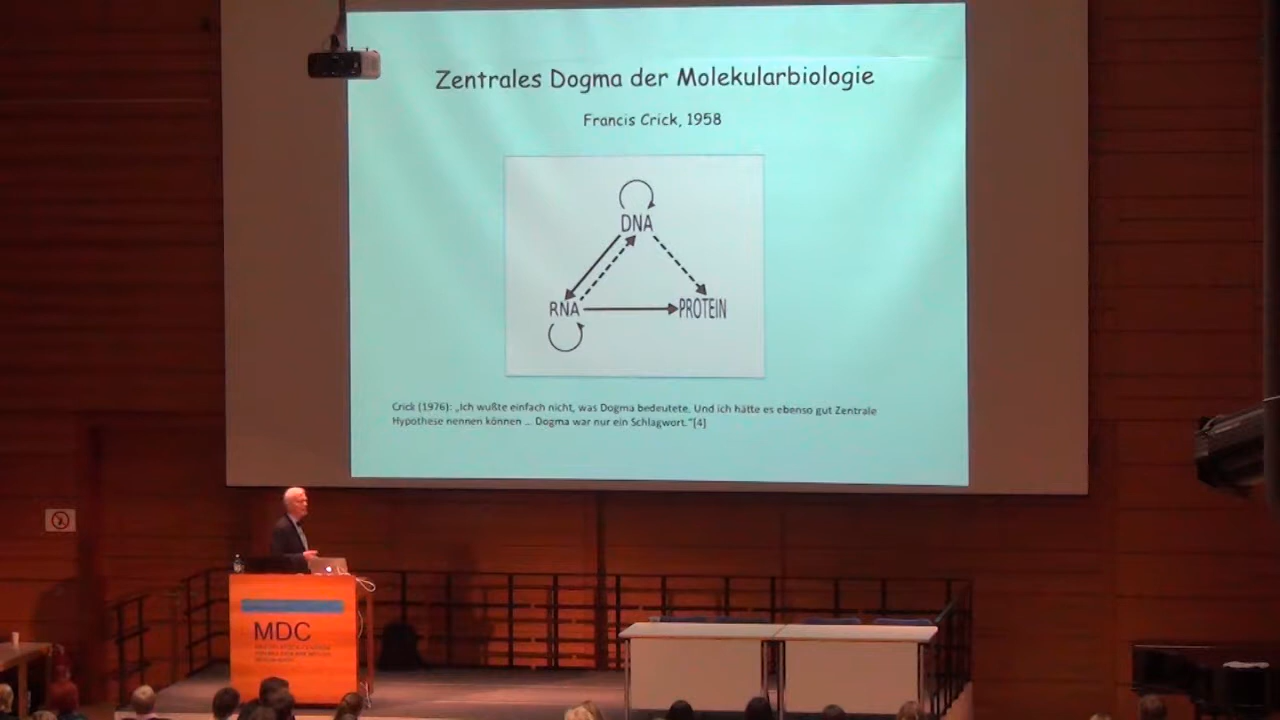 Zentrales Dogma der Molekularbiologie
Francis Crick, 1958
DNA
RNA
PROTEIN
Crick (1976): „Ich wußte einfach nicht, was Dogma bedeutete. Und ich hätte es ebenso gut Zentrale
Hypothese nennen können ... Dogma war nur ein Schlagwort."[4]
MDC